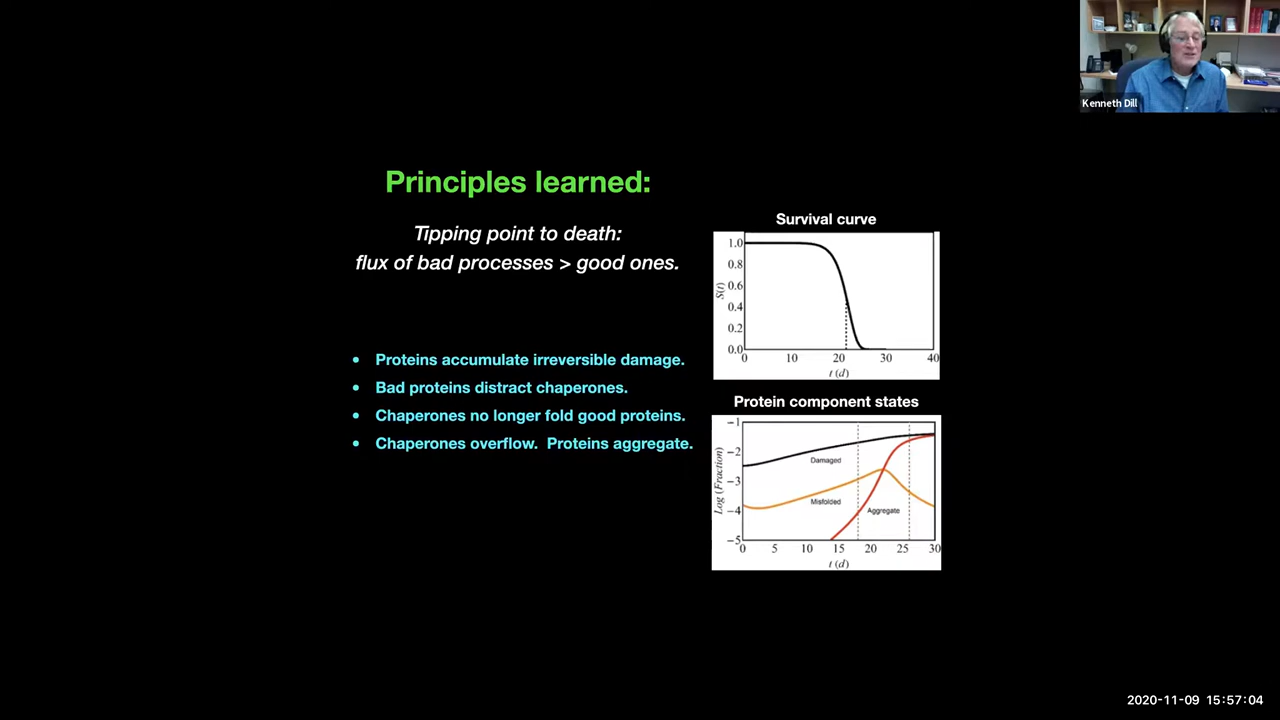 Kenneth Dill
Principles learned:
Tipping point to death:
flux of bad processes > good ones.
• Proteins accumulate irreversible damage.
• Bad proteins distract chaperones.
• Chaperones no longer fold good proteins.
• Chaperones overflow. Proteins aggregate.
Survival curve
1.0
0.8
0.6
0.4
0.2
0.0
S(t)
0 10 20 30 40
t (d)
Protein component states
−1
−2
−3
−4
−5
Log (Fraction)
Damaged
Misfolded
Aggregate
0 5 10 15 20 25 30
t (d)
2020-11-09 15:57:04